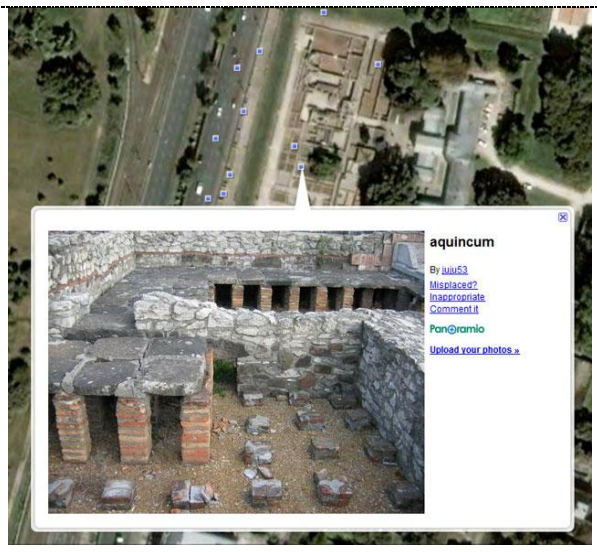 aquincum
By juju53
Misplaced?
Inappropriate
Comment it
Panoramio
Upload your photos »